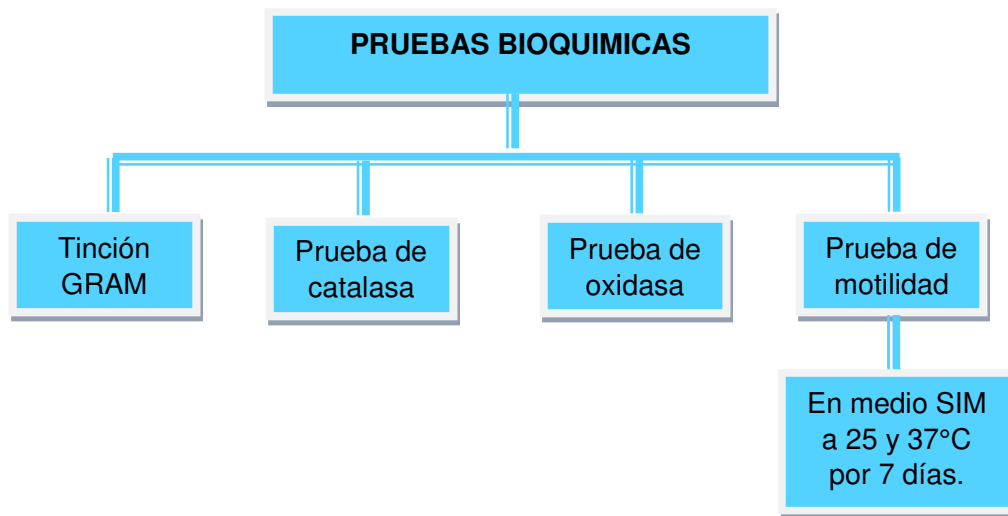 PRUEBAS BIOQUIMICAS
Tinción
GRAM
Prueba de
catalasa
Prueba de
oxidasa
Prueba de
motilidad
En medio SIM
a 25 y 37°C
por 7 días.